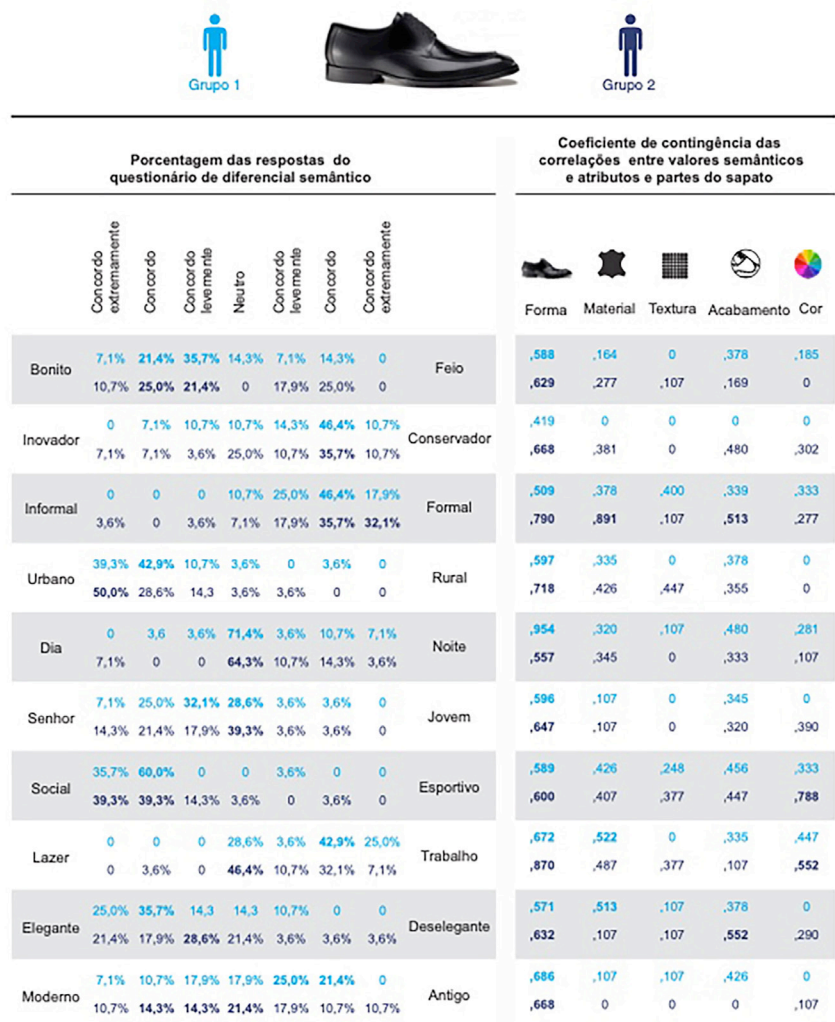 Grupo 1
Grupo 2
Porcentagem das respostas do
questionário de diferencial semântico
Coeficiente de contingência das
correlações entre valores semânticos
e atributos e partes do sapato
Concordo
extremamente
Concordo
Concordo
levemente
Neutro
Concordo
levemente
Concordo
Concordo
extremamente
Forma Material Textura Acabamento Cor
7,1% 21,4% 35,7% 14,3% 7,1% 14,3% 0 ,588 ,164 0 ,378 ,185
Bonito Feio
10,7% 25,0% 21,4% 0 17,9% 25,0% 0 ,629 ,277 ,107 ,169 0
0 7,1% 10,7% 10,7% 14,3% 46,4% 10,7% ,419 0 0 0 0
Inovador Conservador
7,1% 7,1% 3,6% 25,0% 10,7% 35,7% 10,7% ,668 ,381 0 ,480 ,302
0 0 0 10,7% 25,0% 46,4% 17,9% ,509 ,378 ,400 ,339 ,333
Informal Formal
3,6% 0 3,6% 7,1% 17,9% 35,7% 32,1% ,790 ,891 ,107 ,513 ,277
39,3% 42,9% 10,7% 3,6% 0 3,6% 0 ,597 ,335 0 ,378 0
Urbano Rural
50,0% 28,6% 14,3 3,6% 3,6% 0 0 ,718 ,426 ,447 ,355 0
0 3,6 3,6% 71,4% 3,6% 10,7% 7,1% ,954 ,320 ,107 ,480 ,281
Dia Noite
7,1% 0 0 64,3% 10,7% 14,3% 3,6% ,557 ,345 0 ,333 ,107
7,1% 25,0% 32,1% 28,6% 3,6% 3,6% 0 ,596 ,107 0 ,345 0
Senhor Jovem
14,3% 21,4% 17,9% 39,3% 3,6% 3,6% 0 ,647 ,107 0 ,320 ,390
35,7% 60,0% 0 0 3,6% 0 0 ,589 ,426 ,248 ,456 ,333
Social Esportivo
39,3% 39,3% 14,3% 3,6% 0 3,6% 0 ,600 ,407 ,377 ,447 ,788
0 0 0 28,6% 3,6% 42,9% 25,0% ,672 ,522 0 ,335 ,447
Lazer Trabalho
0 3,6% 0 46,4% 10,7% 32,1% 7,1% ,870 ,487 ,377 ,107 ,552
25,0% 35,7% 14,3 14,3 10,7% 0 0 ,571 ,513 ,107 ,378 0
Elegante Deselegante
21,4% 17,9% 28,6% 21,4% 3,6% 3,6% 3,6% ,632 ,107 ,107 ,552 ,290
7,1% 10,7% 17,9% 17,9% 25,0% 21,4% 0 ,686 ,107 ,107 ,426 0
Moderno Antigo
10,7% 14,3% 14,3% 21,4% 17,9% 10,7% 10,7% ,668 0 0 0 ,107